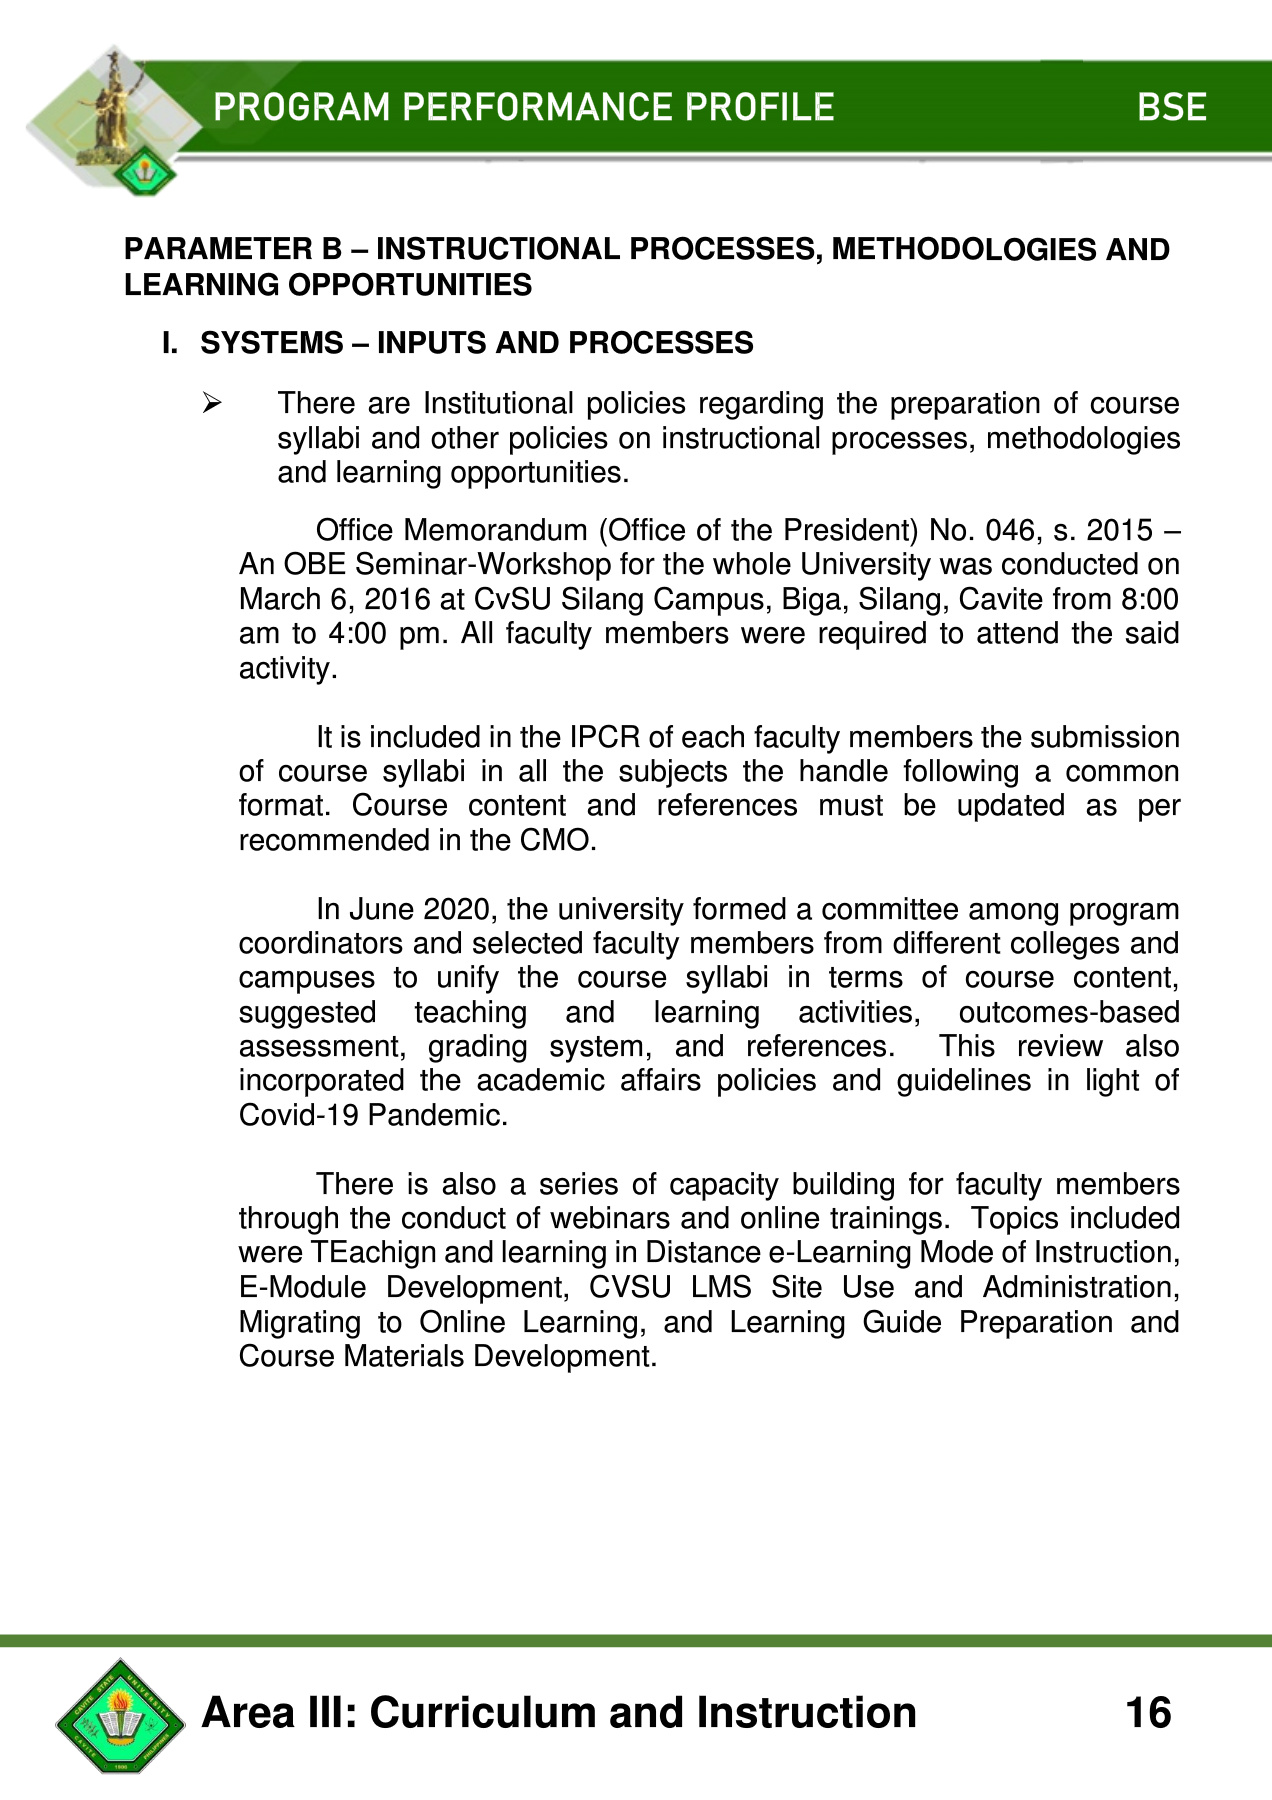 PROGRAM PERFORMANCE PROFILE BSE
PARAMETER B – INSTRUCTIONAL PROCESSES, METHODOLOGIES AND
LEARNING OPPORTUNITIES
I. SYSTEMS – INPUTS AND PROCESSES
➢ There are Institutional policies regarding the preparation of course
syllabi and other policies on instructional processes, methodologies
and learning opportunities.
Office Memorandum (Office of the President) No. 046, s. 2015 –
An OBE Seminar-Workshop for the whole University was conducted on
March 6, 2016 at CvSU Silang Campus, Biga, Silang, Cavite from 8:00
am to 4:00 pm. All faculty members were required to attend the said
activity.
It is included in the IPCR of each faculty members the submission
of course syllabi in all the subjects the handle following a common
format. Course content and references must be updated as per
recommended in the CMO.
In June 2020, the university formed a committee among program
coordinators and selected faculty members from different colleges and
campuses to unify the course syllabi in terms of course content,
suggested teaching and learning activities, outcomes-based
assessment, grading system, and references. This review also
incorporated the academic affairs policies and guidelines in light of
Covid-19 Pandemic.
There is also a series of capacity building for faculty members
through the conduct of webinars and online trainings. Topics included
were TEachign and learning in Distance e-Learning Mode of Instruction,
E-Module Development, CVSU LMS Site Use and Administration,
Migrating to Online Learning, and Learning Guide Preparation and
Course Materials Development.
CAVITE STATE UNIVERSITY
CAVITE PHILIPPINES
1906
Area III: Curriculum and Instruction 16